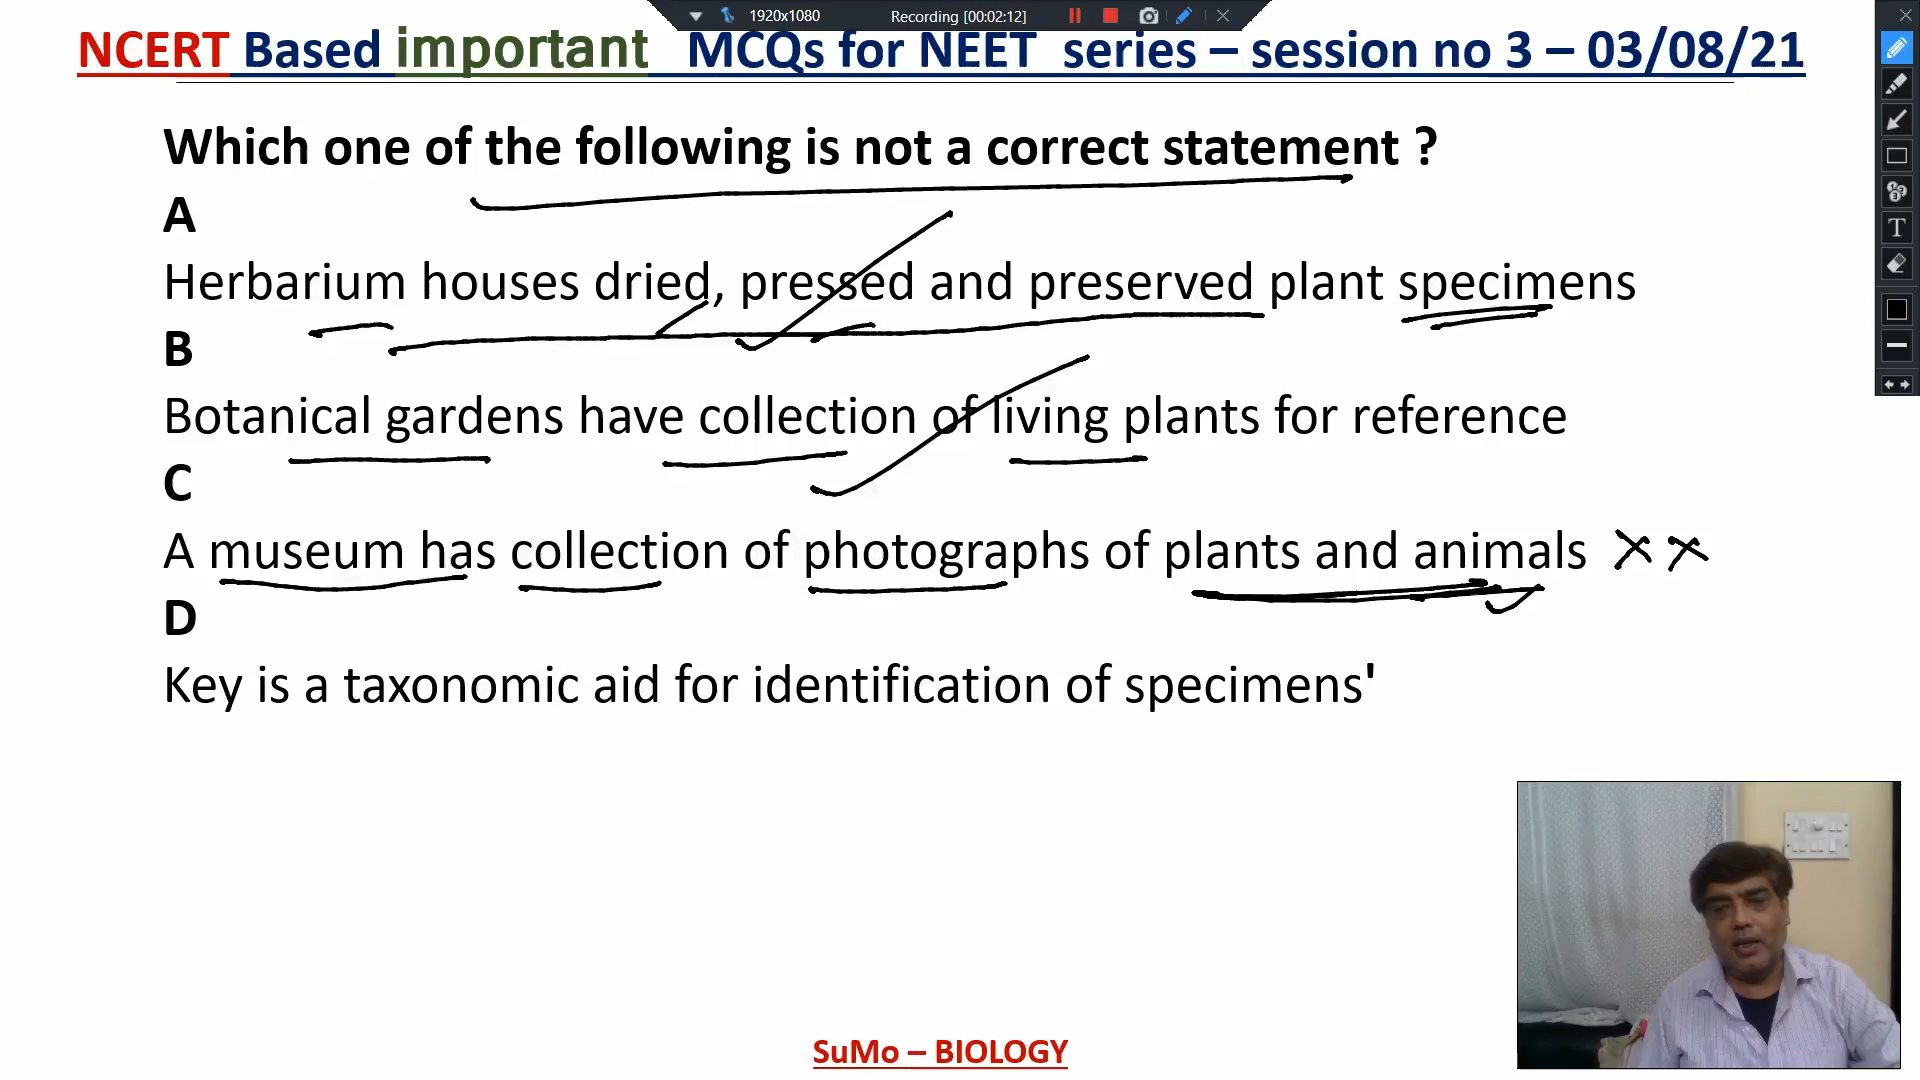 1920x1080 Recording [00:02:12]
NCERT Based important MCQs for NEET series – session no 3 – 03/08/21
Which one of the following is not a correct statement ?
A
Herbarium houses dried, pressed and preserved plant specimens
B
Botanical gardens have collection of living plants for reference
C
A museum has collection of photographs of plants and animals
D
Key is a taxonomic aid for identification of specimens'
SuMo – BIOLOGY